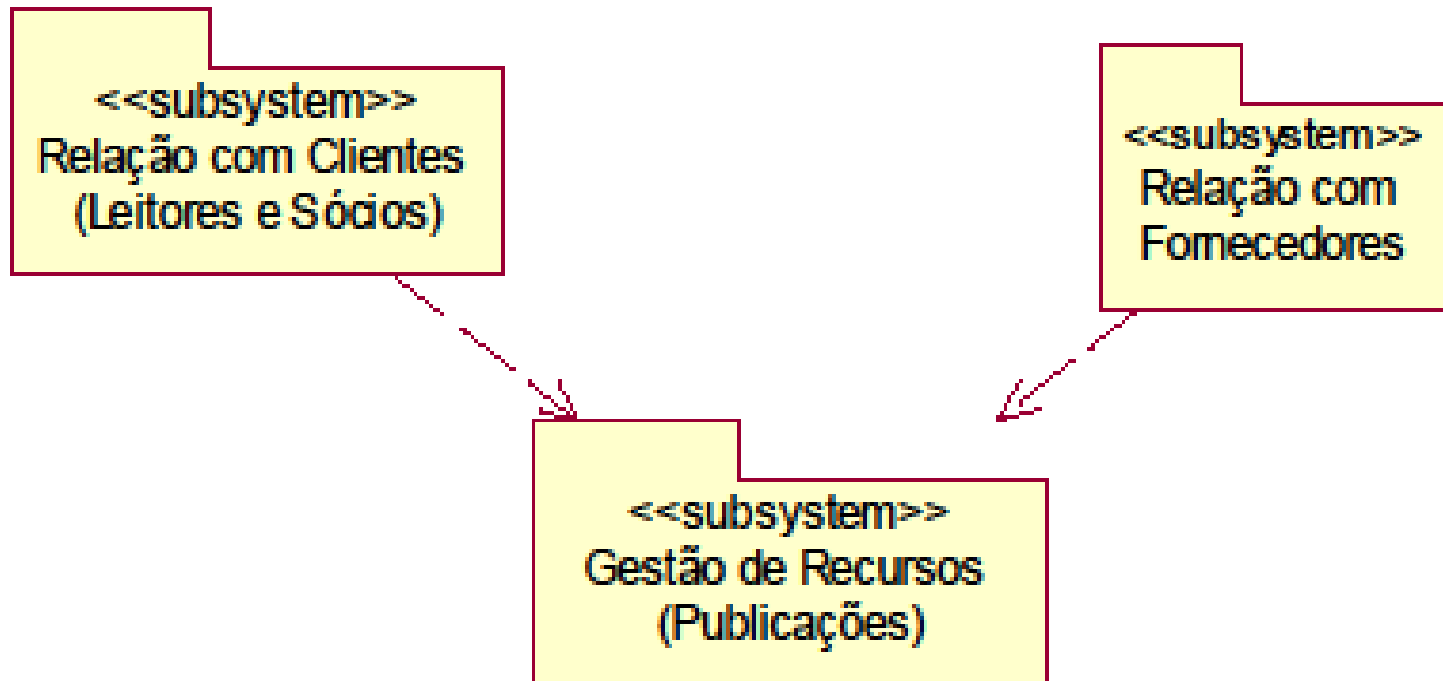 <<subsystem>>
Relação com Clientes
(Leitores e Sócios)
<<subsystem>>
Relação com
Fornecedores
<<subsystem>>
Gestão de Recursos
(Publicações)